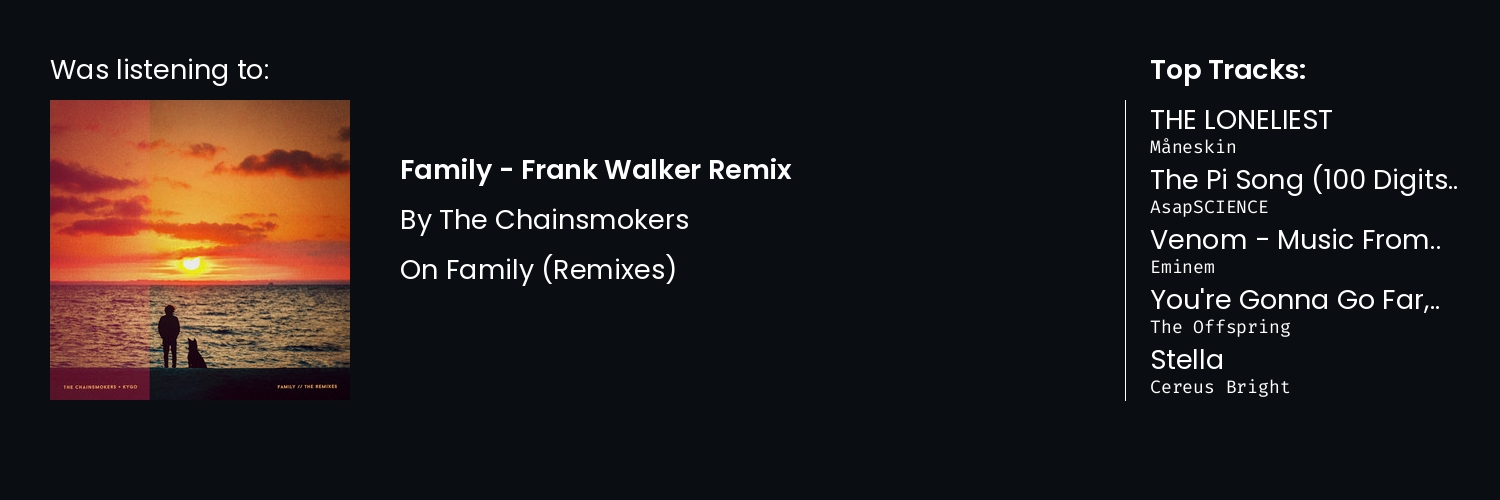 Was listening to:
THE CHAINSMOKERS • KYGO
FAMILY // THE REMIXES
Family - Frank Walker Remix
By The Chainsmokers
On Family (Remixes)
Top Tracks:
THE LONELIEST
Måneskin
The Pi Song (100 Digits..
AsapSCIENCE
Venom - Music From..
Eminem
You're Gonna Go Far,..
The Offspring
Stella
Cereus Bright